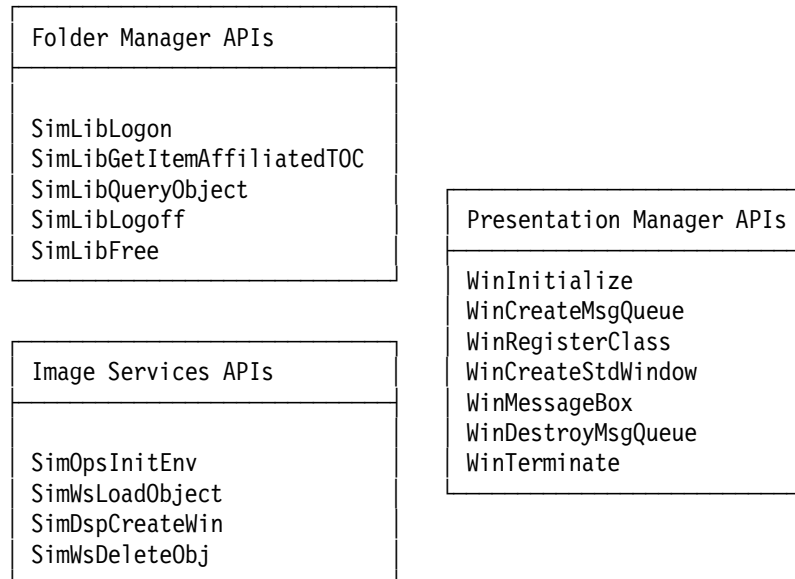 Folder Manager APIs
SimLibLogon
SimLibGetItemAffiliatedTOC
SimLibQueryObject
SimLibLogoff
SimLibFree
Image Services APIs
SimOpsInitEnv
SimWsLoadObject
SimDspCreateWin
SimWsDeleteObj
Presentation Manager APIs
WinInitialize
WinCreateMsgQueue
WinRegisterClass
WinCreateStdWindow
WinMessageBox
WinDestroyMsgQueue
WinTerminate